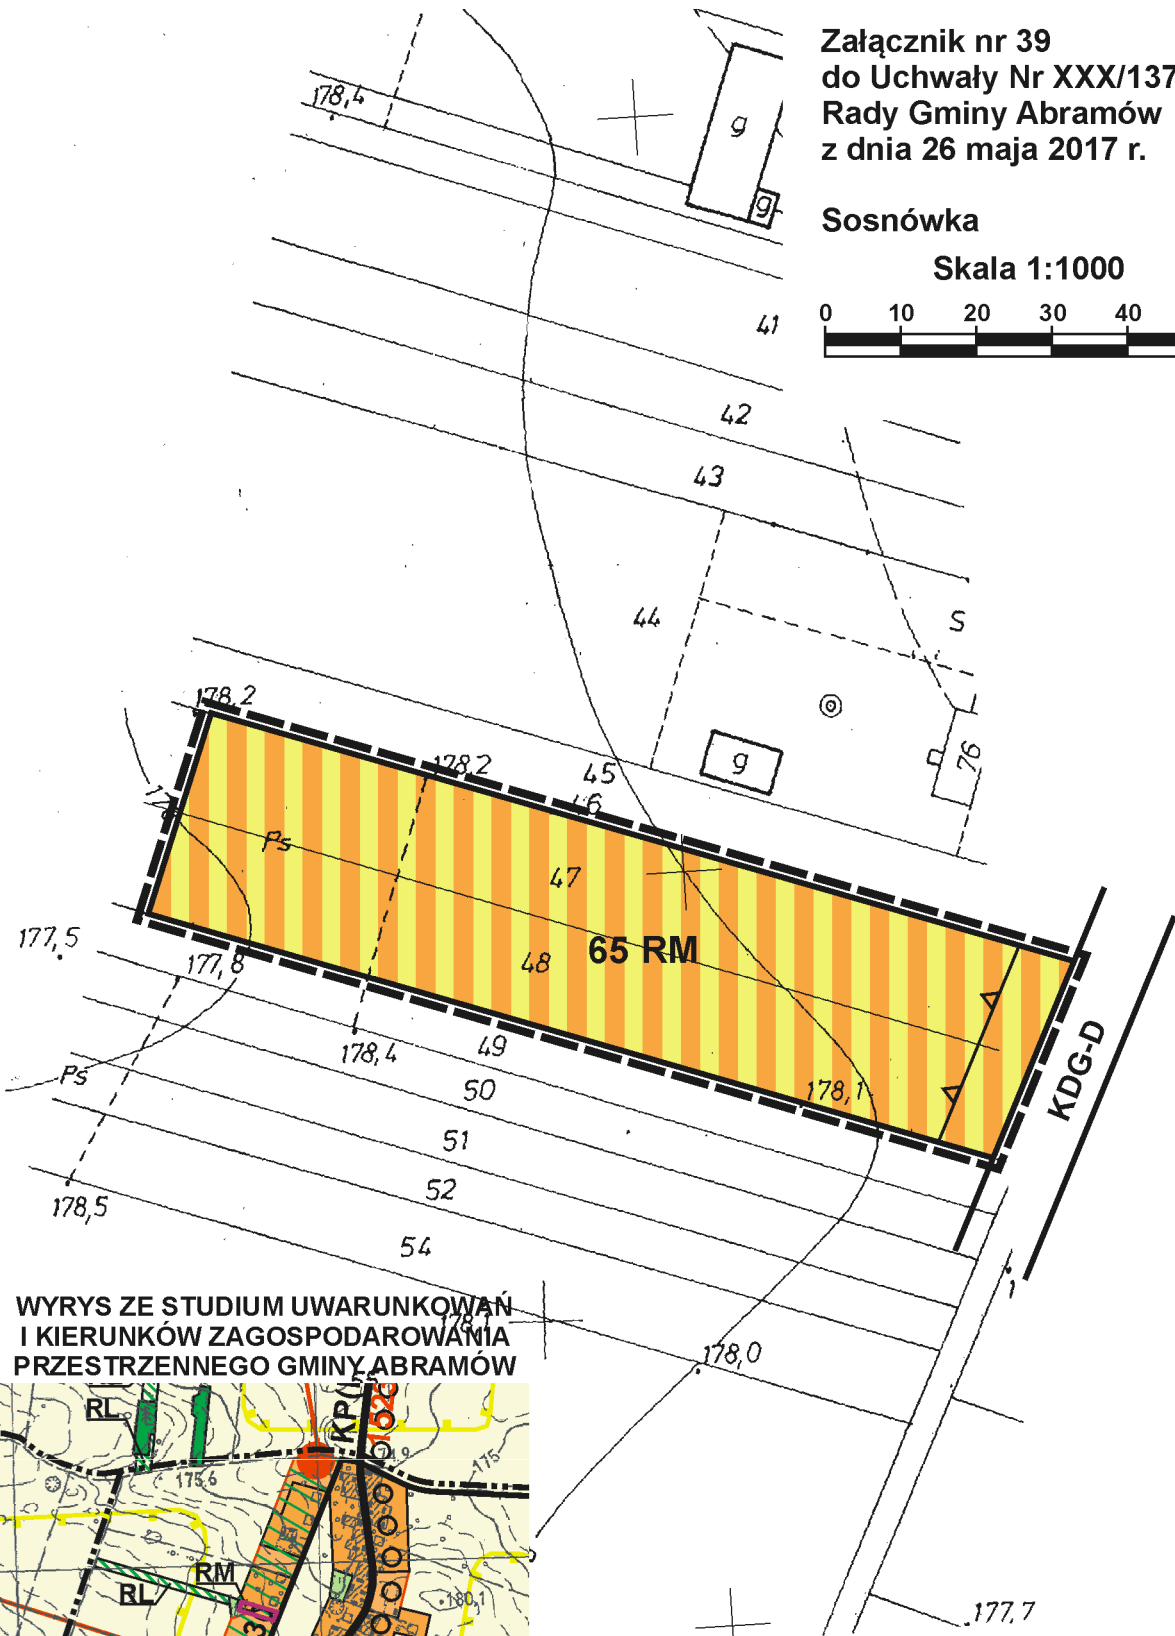 Załącznik nr 39
do Uchwały Nr XXX/137
Rady Gminy Abramów
z dnia 26 maja 2017 r.
Sosnówka
Skala 1:1000
0 10 20 30 40
178,4
g
g
41
42
43
44
S
g
76
45
46
178,2
178,2
Ps
47
48
65 RM
177,5
177,8
178,4
49
178,1
KDG-D
Ps
50
51
52
178,5
54
178,1
178,0
177,7
WYRYS ZE STUDIUM UWARUNKOWAŃ
I KIERUNKÓW ZAGOSPODAROWANIA
PRZESTRZENNEGO GMINY ABRAMÓW
RL
175.6
175
RM
RL
180,1